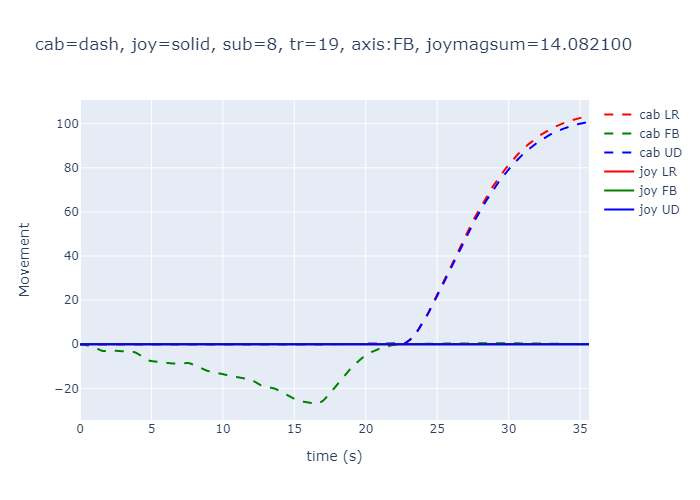 cab=dash, joy=solid, sub=8, tr=19, axis:FB, joymagsum=14.082100
cab LR
cab FB
cab UD
joy LR
joy FB
joy UD
Movement
100
80
60
40
20
0
−20
0 5 10 15 20 25 30 35
time (s)